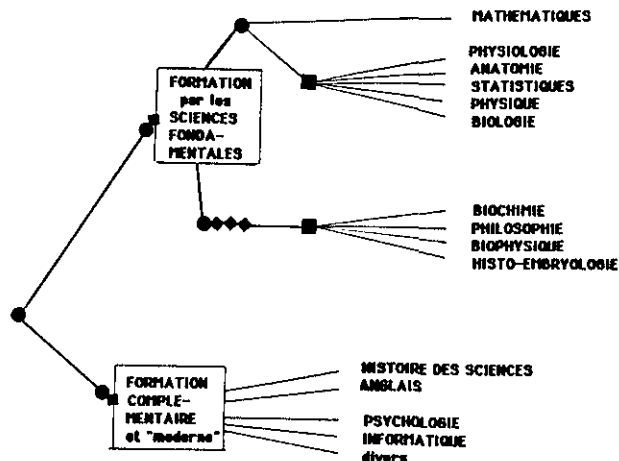 MATHEMATIQUES
PHYSIOLOGIE
ANATOMIE
STATISTIQUES
PHYSIQUE
BIOLOGIE
FORMATION
par les
SCIENCES
FONDA-
MENTALES
BIOCHIMIE
PHILOSOPHIE
BIOPHYSIQUE
HISTO-EMBRYOLOGIE
FORMATION
COMPLE-
MENTAIRE
et "moderne"
HISTOIRE DES SCIENCES
ANGLAIS
PSYCHOLOGIE
INFORMATIQUE
divers